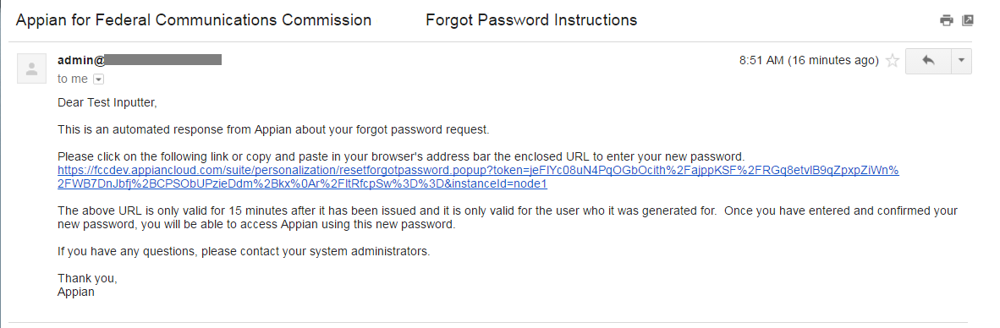 Appian for Federal Communications Commission Forgot Password Instructions
admin@
8:51 AM (16 minutes ago)
to me
Dear Test Inputter,
This is an automated response from Appian about your forgot password request.
Please click on the following link or copy and paste in your browser's address bar the enclosed URL to enter your new password.
https://fccdev.appiancloud.com/suite/personalization/resetforgotpassword.popup?token=jeFIYc08uN4PqOGbOcith%2FajppKSF%2FRGq8etvlB9qZpxpZiWn%
2FWB7DnJbfj%2BCPSObUPzieDdm%2Bkx%0Ar%2FItRfcpSw%3D%3D&instanceId=node1
The above URL is only valid for 15 minutes after it has been issued and it is only valid for the user who it was generated for.  Once you have entered and confirmed your
new password, you will be able to access Appian using this new password.
If you have any questions, please contact your system administrators.
Thank you,
Appian